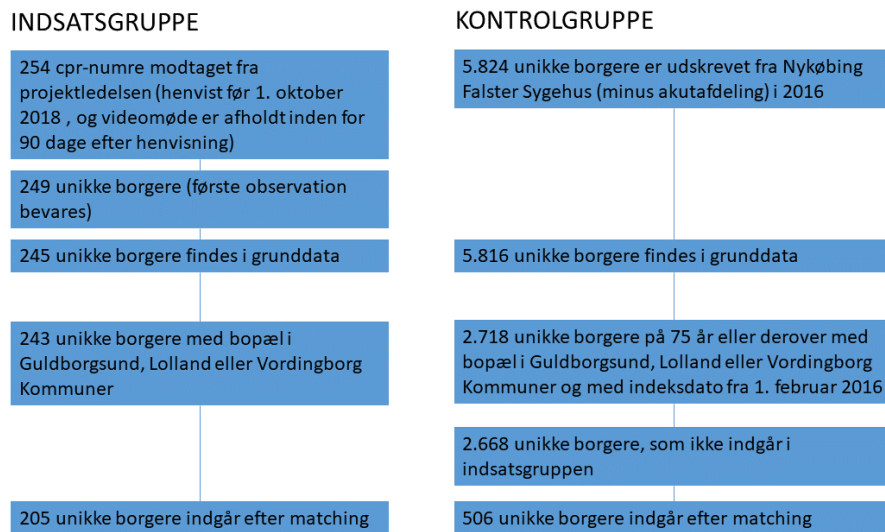 INDSATSGRUPPE
254 cpr-numre modtaget fra
projektledelsen (henvist før 1. oktober
2018 , og videomøde er afholdt inden for
90 dage efter henvisning)
249 unikke borgere (første observation
bevares)
245 unikke borgere findes i grunddata
243 unikke borgere med bopæl i
Guldborgsund, Lolland eller Vordingborg
Kommuner
205 unikke borgere indgår efter matching
KONTROLGRUPPE
5.824 unikke borgere er udskrevet fra Nykøbing
Falster Sygehus (minus akutafdeling) i 2016
5.816 unikke borgere findes i grunddata
2.718 unikke borgere på 75 år eller derover med
bopæl i Guldborgsund, Lolland eller Vordingborg
Kommuner og med indeksdato fra 1. februar 2016
2.668 unikke borgere, som ikke indgår i
indsatsgruppen
506 unikke borgere indgår efter matching